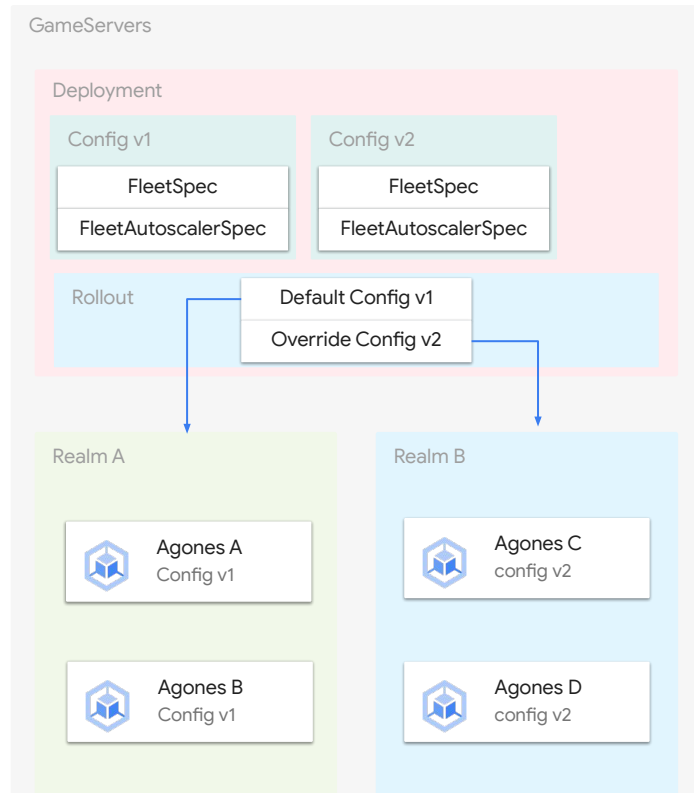 GameServers
Deployment
Config v1
FleetSpec
FleetAutoscalerSpec
Config v2
FleetSpec
FleetAutoscalerSpec
Rollout
Default Config v1
Override Config v2
Realm A
Agones A
Config v1
Agones B
Config v1
Realm B
Agones C
config v2
Agones D
config v2